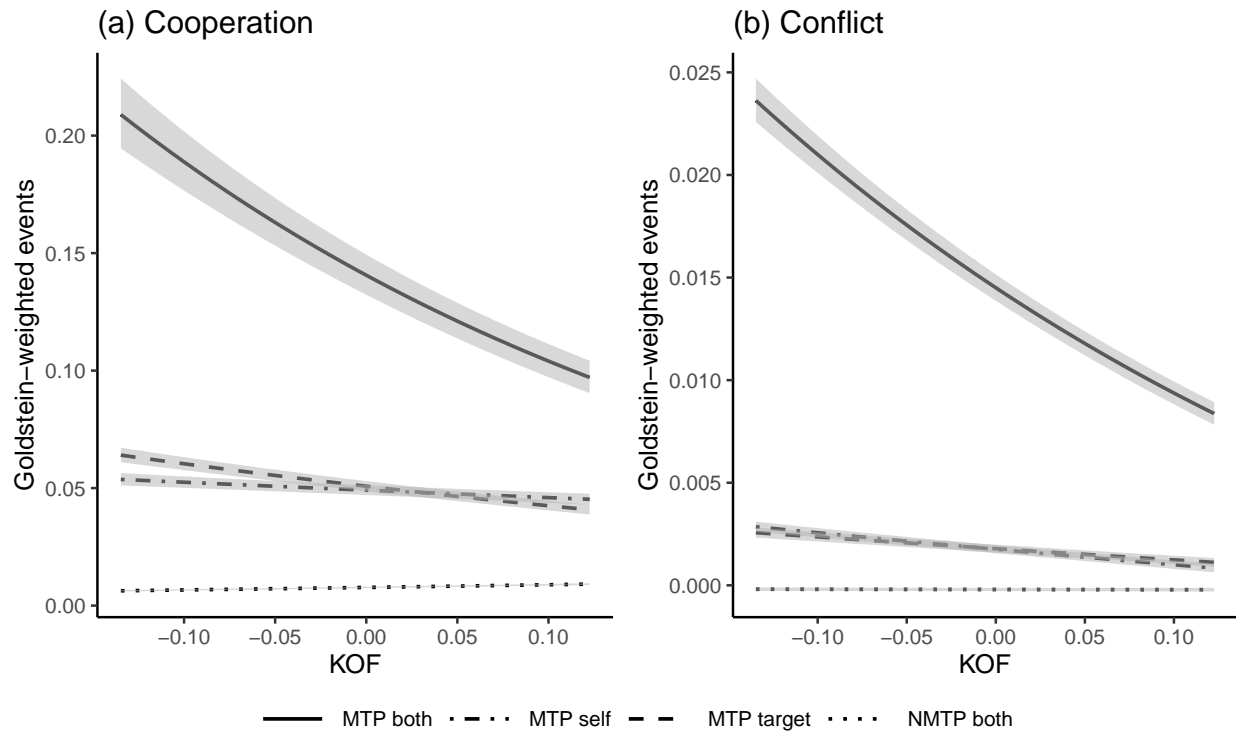 (a) Cooperation
(b) Conflict
Goldstein−weighted events
0.20
0.15
0.10
0.05
0.00
−0.10
−0.05
0.00
0.05
0.10
KOF
Goldstein−weighted events
0.025
0.020
0.015
0.010
0.005
0.000
−0.10
−0.05
0.00
0.05
0.10
KOF
MTP both
MTP self
MTP target
NMTP both